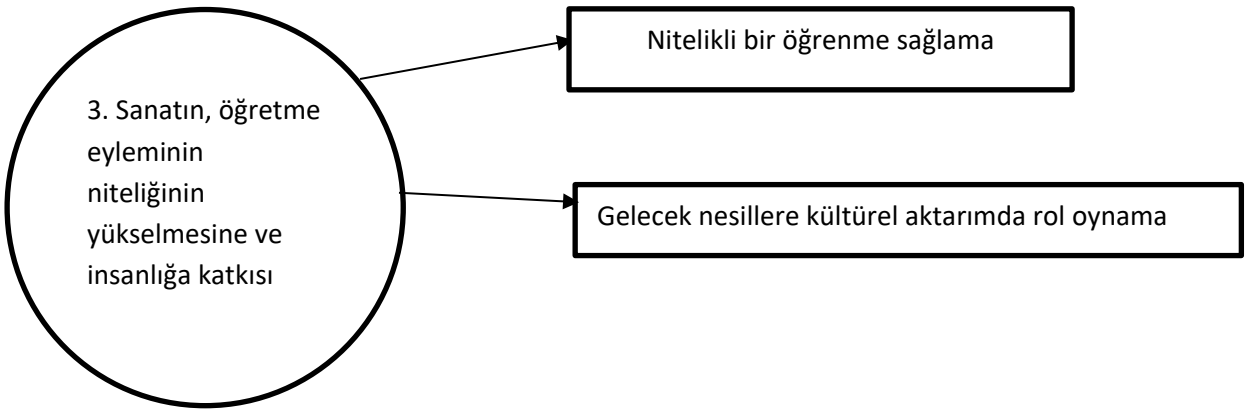 3. Sanatın, öğretme
eyleminin
niteliğinin
yükselmesine ve
insanlığa katkısı
Nitelikli bir öğrenme sağlama
Gelecek nesillere kültürel aktarımda rol oynama